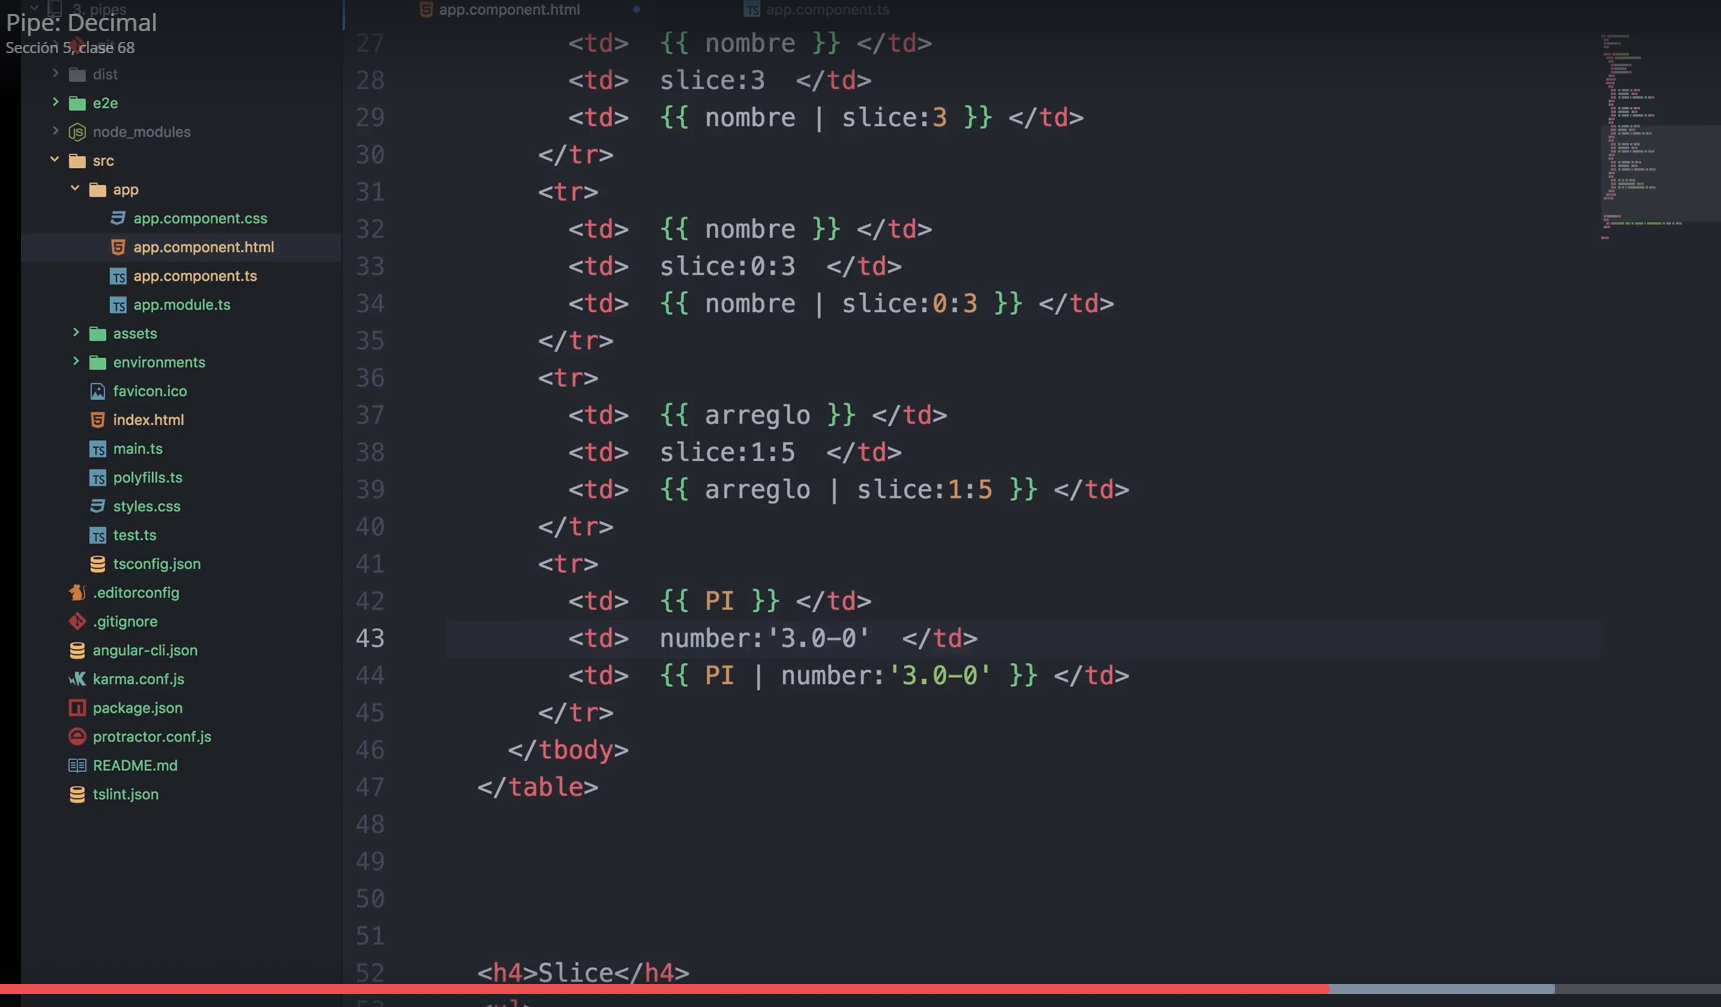 3. pipes
Pipe: Decimal
Sección 5, clase 68
dist
e2e
node_modules
src
app
app.component.css
app.component.html
app.component.ts
app.module.ts
assets
environments
favicon.ico
index.html
main.ts
polyfills.ts
styles.css
test.ts
tsconfig.json
.editorconfig
.gitignore
angular-cli.json
karma.conf.js
package.json
protractor.conf.js
README.md
tslint.json
app.component.html app.component.ts
27 <td> {{ nombre }} </td>
28 <td> slice:3 </td>
29 <td> {{ nombre | slice:3 }} </td>
30 </tr>
31 <tr>
32 <td> {{ nombre }} </td>
33 <td> slice:0:3 </td>
34 <td> {{ nombre | slice:0:3 }} </td>
35 </tr>
36 <tr>
37 <td> {{ arreglo }} </td>
38 <td> slice:1:5 </td>
39 <td> {{ arreglo | slice:1:5 }} </td>
40 </tr>
41 <tr>
42 <td> {{ PI }} </td>
43 <td> number:'3.0-0' </td>
44 <td> {{ PI | number:'3.0-0' }} </td>
45 </tr>
46 </tbody>
47 </table>
48
49
50
51
52 <h4>Slice</h4>